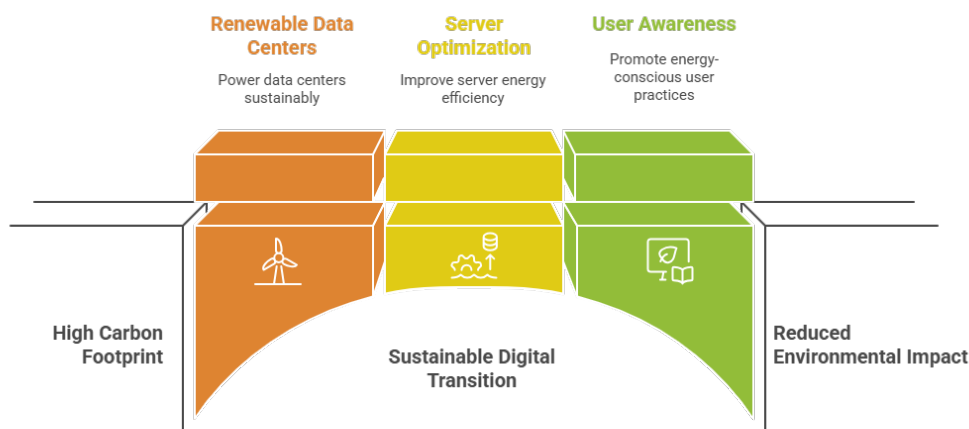 Renewable Data
Centers
Power data centers
sustainably
Server
Optimization
Improve server energy
efficiency
User Awareness
Promote energy-
conscious user
practices
High Carbon
Footprint
Sustainable Digital
Transition
Reduced
Environmental Impact